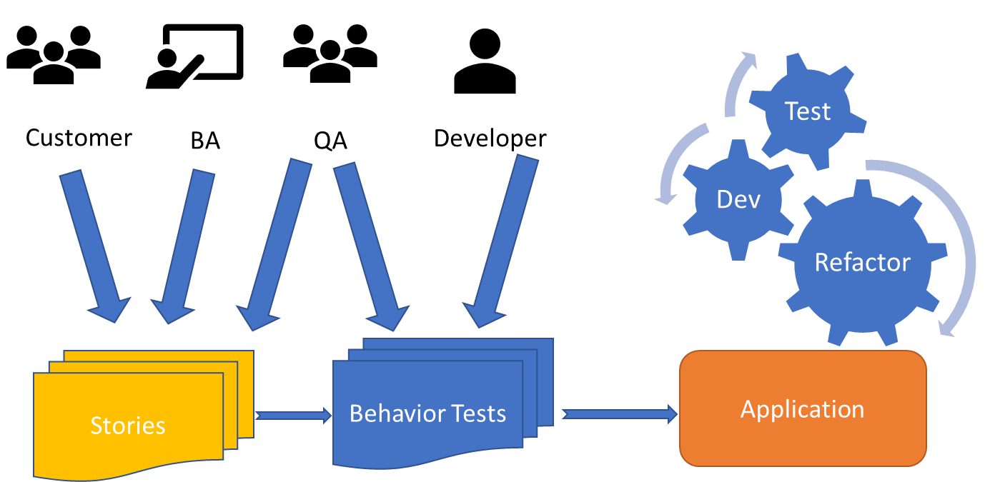 Customer
BA
QA
Developer
Test
Dev
Refactor
Stories
Behavior Tests
Application